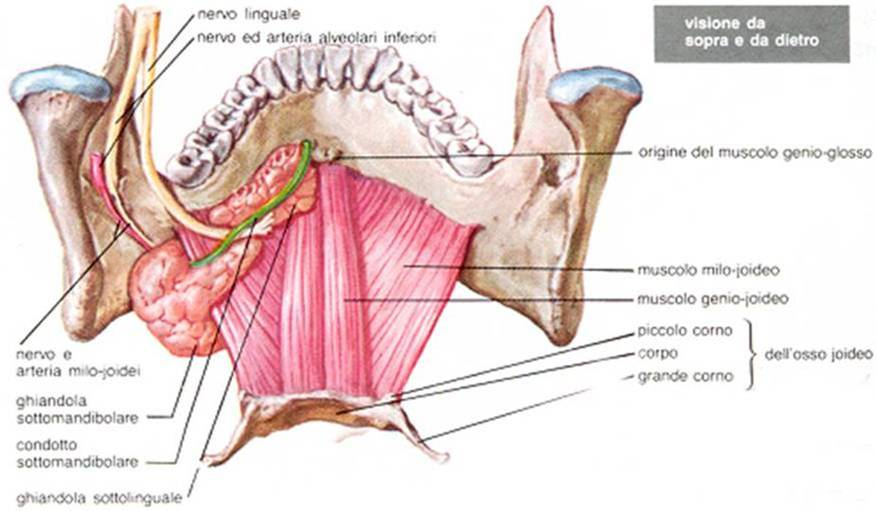 nervo linguale
nervo ed arteria alveolari inferiori
visione da
sopra e da dietro
origine del muscolo genio-glosso
muscolo milo-joideo
muscolo genio-joideo
piccolo corno
corpo
grande corno
dell'osso joideo
nervo e
arteria milo-joidei
ghiandola
sottomandibolare
condotto
sottomandibolare
ghiandola sottolinguale